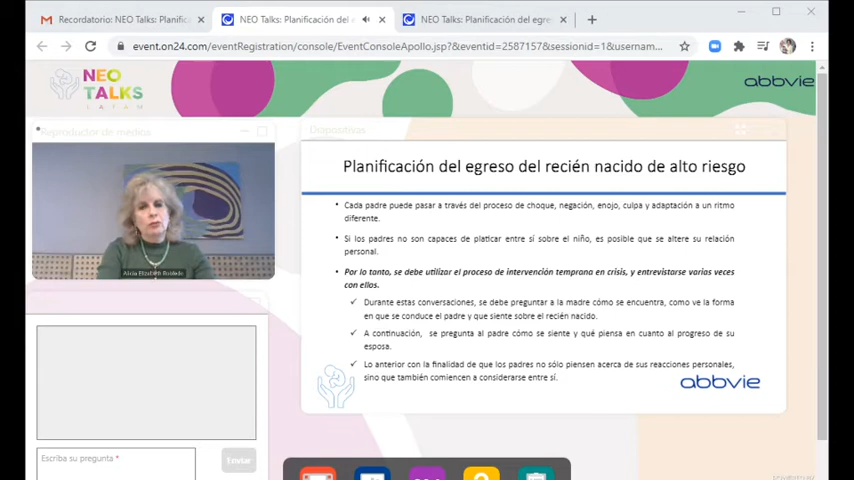 Recordatorio: NEO Talks: Planific
NEO Talks: Planificación del
NEO Talks: Planificación del egre
event.on24.com/eventRegistration/console/EventConsoleApollo.jsp?&eventid=2587157&sessionid=1&usernam...
NEO
TALKS
LATAM
abbvie
Reproductor de medios
Diapositivas
Planificación del egreso del recién nacido de alto riesgo
• Cada padre puede pasar a través del proceso de choque, negación, enojo, culpa y adaptación a un ritmo
diferente.
• Si los padres no son capaces de platicar entre sí sobre el niño, es posible que se altere su relación
personal.
• Por lo tanto, se debe utilizar el proceso de intervención temprana en crisis, y entrevistarse varias veces
con ellos.
✓ Durante estas conversaciones, se debe preguntar a la madre cómo se encuentra, como ve la forma
en que se conduce el padre y que siente sobre el recién nacido.
✓ A continuación, se pregunta al padre cómo se siente y qué piensa en cuanto al progreso de su
esposa.
✓ Lo anterior con la finalidad de que los padres no sólo piensen acerca de sus reacciones personales,
sino que también comiencen a considerarse entre sí.
abbvie
Alicia Elizabeth Robledo
Escriba su pregunta *
Enviar